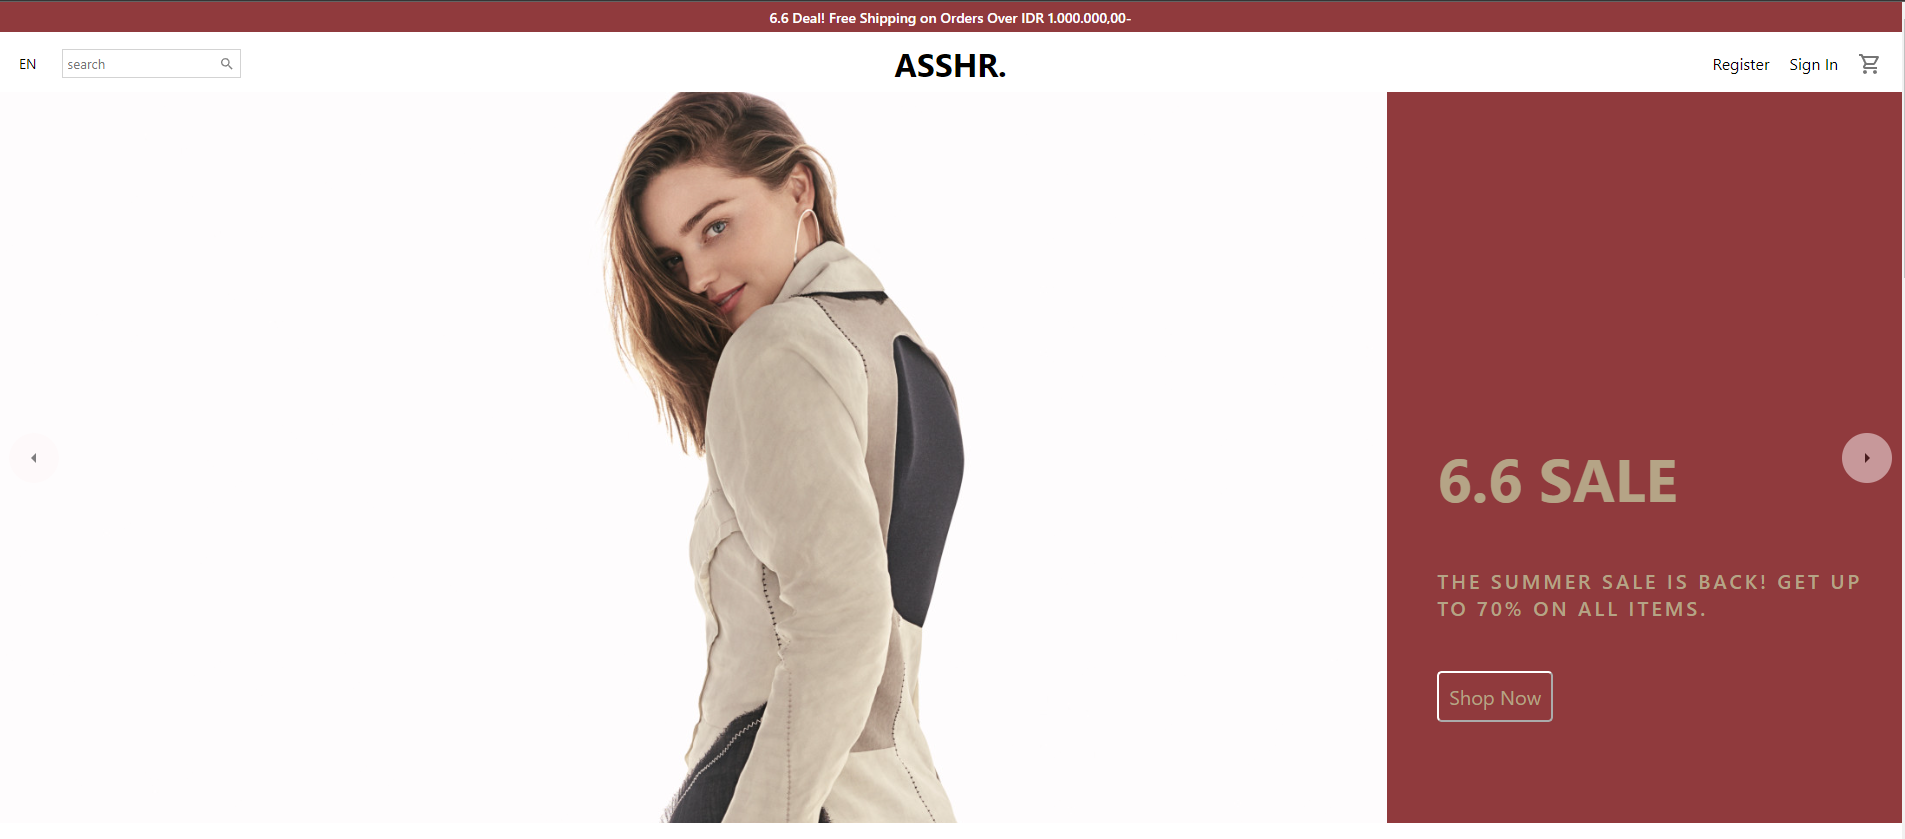 6.6 Deal! Free Shipping on Orders Over IDR 1.000.000,00-
EN
search
ASSHR.
Register
Sign In
6.6 SALE
THE SUMMER SALE IS BACK! GET UP
TO 70% ON ALL ITEMS.
Shop Now